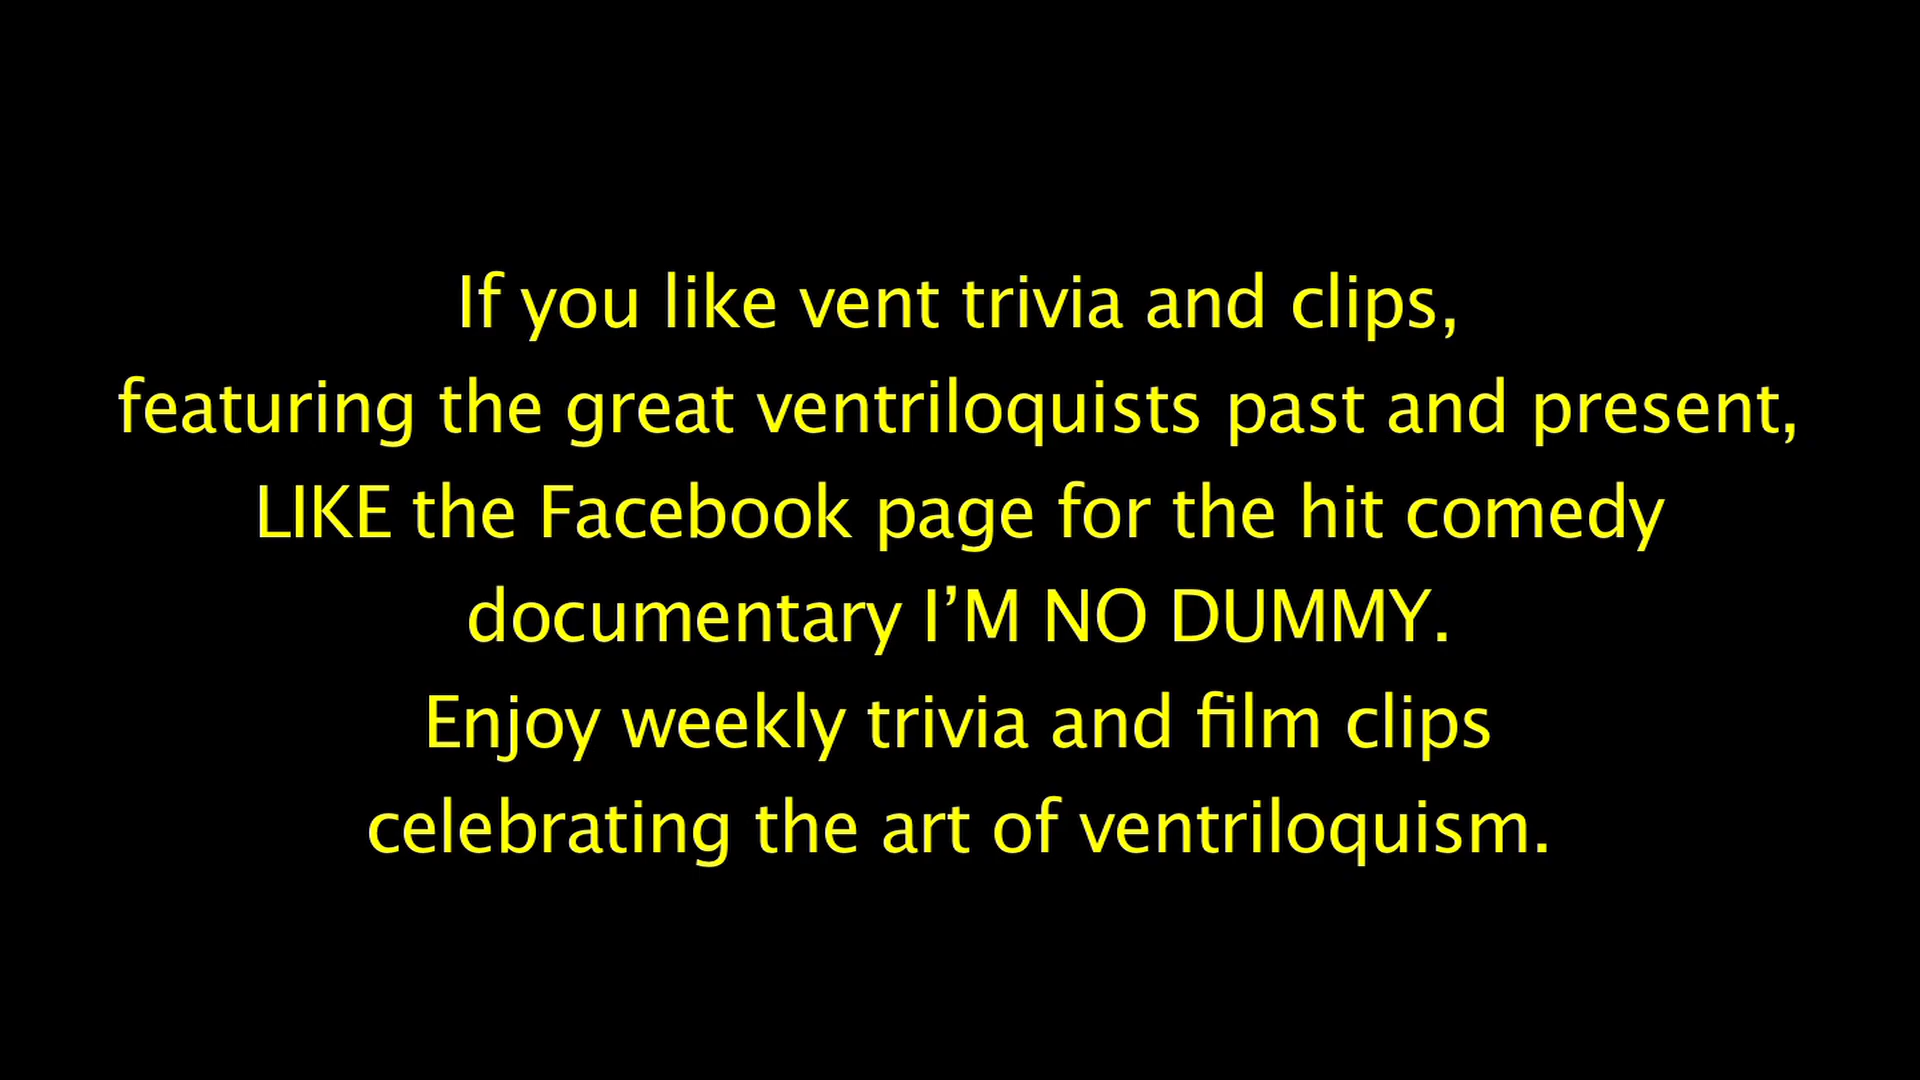 If you like vent trivia and clips,
featuring the great ventriloquists past and present,
LIKE the Facebook page for the hit comedy
documentary I’M NO DUMMY.
Enjoy weekly trivia and film clips
celebrating the art of ventriloquism.